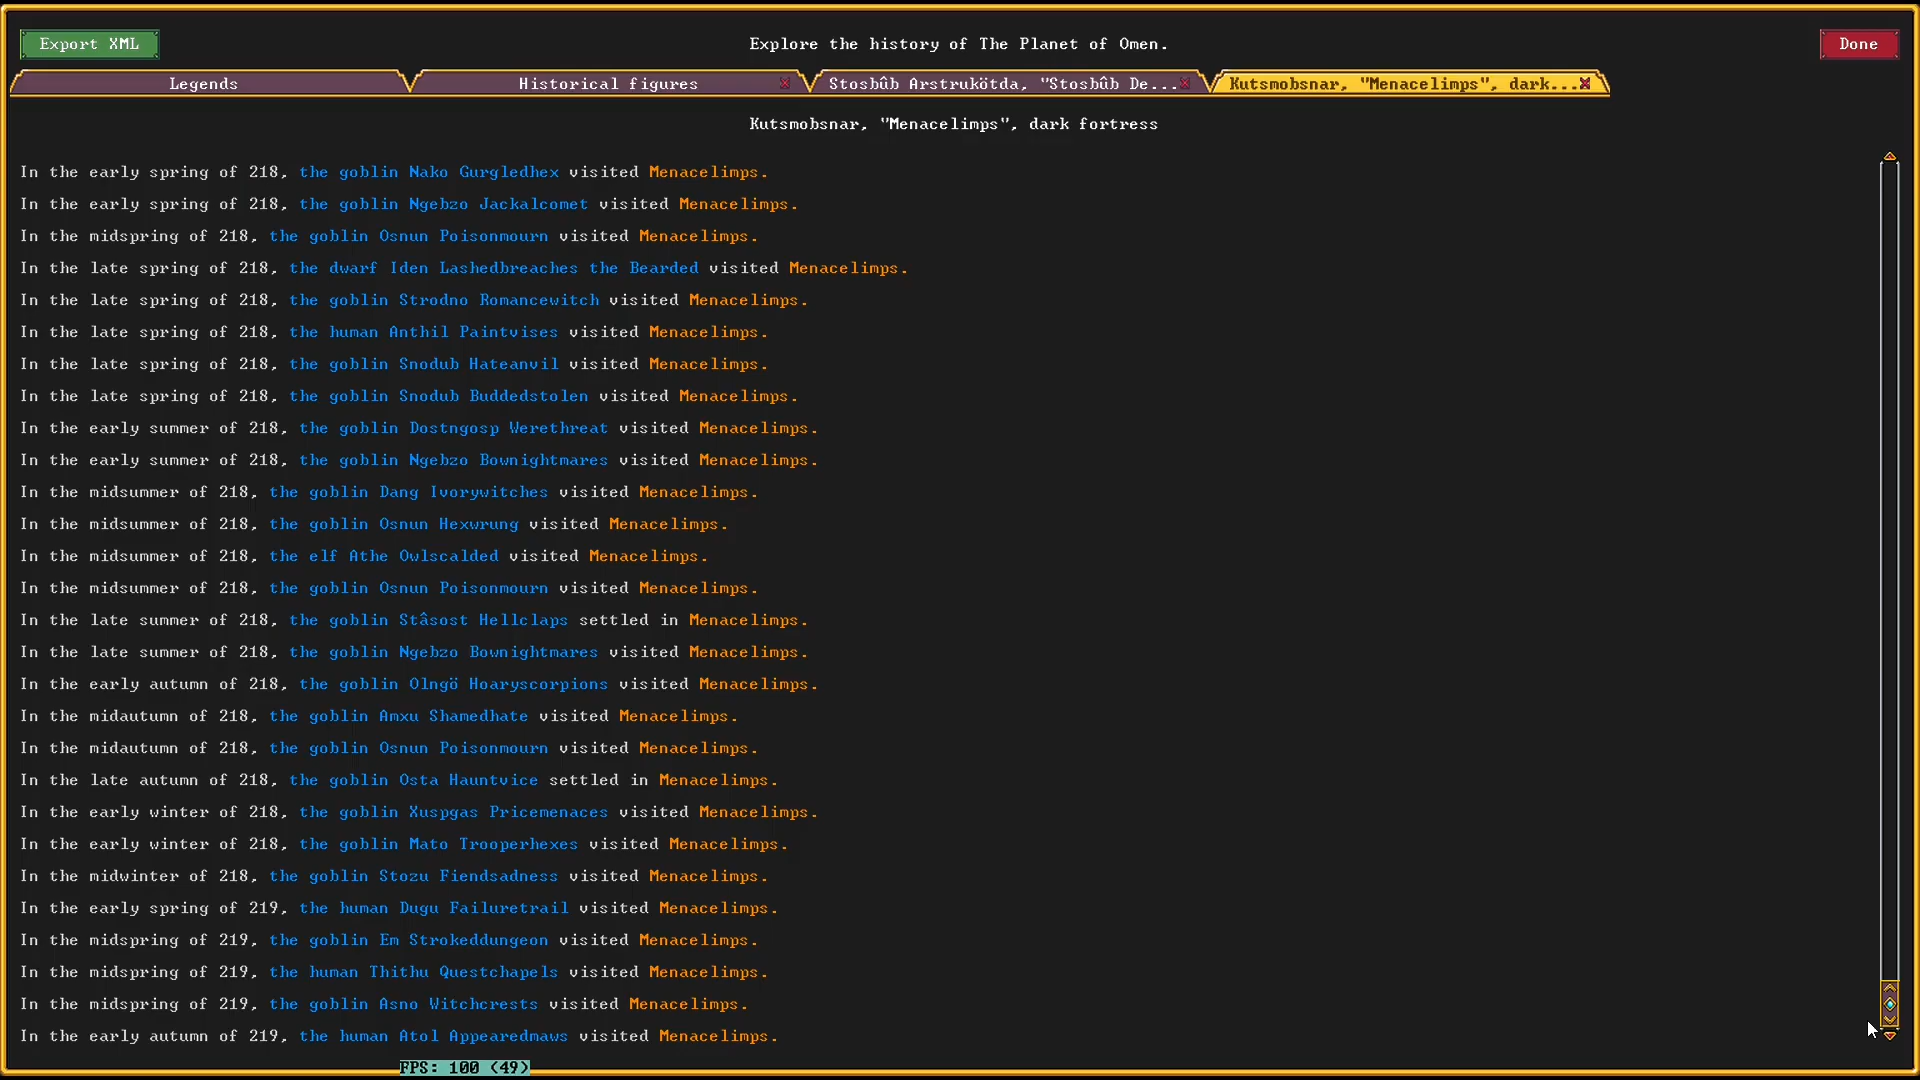 Export XML
Explore the history of The Planet of Omen.
Done
Legends
Historical figures
Stosbûb Arstrukötda, "Stosbûb De...
Kutsmobsnar, "Menacelimps", dark...
Kutsmobsnar, "Menacelimps", dark fortress
In the early spring of 218, the goblin Nako Gurgledhex visited Menacelimps.
In the early spring of 218, the goblin Ngebzo Jackalcomet visited Menacelimps.
In the midspring of 218, the goblin Osnun Poisonmourn visited Menacelimps.
In the late spring of 218, the dwarf Iden Lashedbreaches the Bearded visited Menacelimps.
In the late spring of 218, the goblin Strodno Romancewitch visited Menacelimps.
In the late spring of 218, the human Anthil Paintvises visited Menacelimps.
In the late spring of 218, the goblin Snodub Hateanvil visited Menacelimps.
In the late spring of 218, the goblin Snodub Buddedstolen visited Menacelimps.
In the early summer of 218, the goblin Dostngosp Werethreat visited Menacelimps.
In the early summer of 218, the goblin Ngebzo Bownightmares visited Menacelimps.
In the midsummer of 218, the goblin Dang Ivorywitches visited Menacelimps.
In the midsummer of 218, the goblin Osnun Hexwrung visited Menacelimps.
In the midsummer of 218, the elf Athe Owlscalded visited Menacelimps.
In the midsummer of 218, the goblin Osnun Poisonmourn visited Menacelimps.
In the late summer of 218, the goblin Stâsost Hellclaps settled in Menacelimps.
In the late summer of 218, the goblin Ngebzo Bownightmares visited Menacelimps.
In the early autumn of 218, the goblin Olngö Hoaryscorpions visited Menacelimps.
In the midautumn of 218, the goblin Amxu Shamedhate visited Menacelimps.
In the midautumn of 218, the goblin Osnun Poisonmourn visited Menacelimps.
In the late autumn of 218, the goblin Osta Hauntvice settled in Menacelimps.
In the early winter of 218, the goblin Xuspgas Pricemenaces visited Menacelimps.
In the early winter of 218, the goblin Mato Trooperhexes visited Menacelimps.
In the midwinter of 218, the goblin Stozu Fiendsadness visited Menacelimps.
In the early spring of 219, the human Dugu Failuretrail visited Menacelimps.
In the midspring of 219, the goblin Em Strokeddungeon visited Menacelimps.
In the midspring of 219, the human Thithu Questchapels visited Menacelimps.
In the midspring of 219, the goblin Asno Witchcrests visited Menacelimps.
In the early autumn of 219, the human Atol Appearedmaws visited Menacelimps.
FPS: 100 (49)